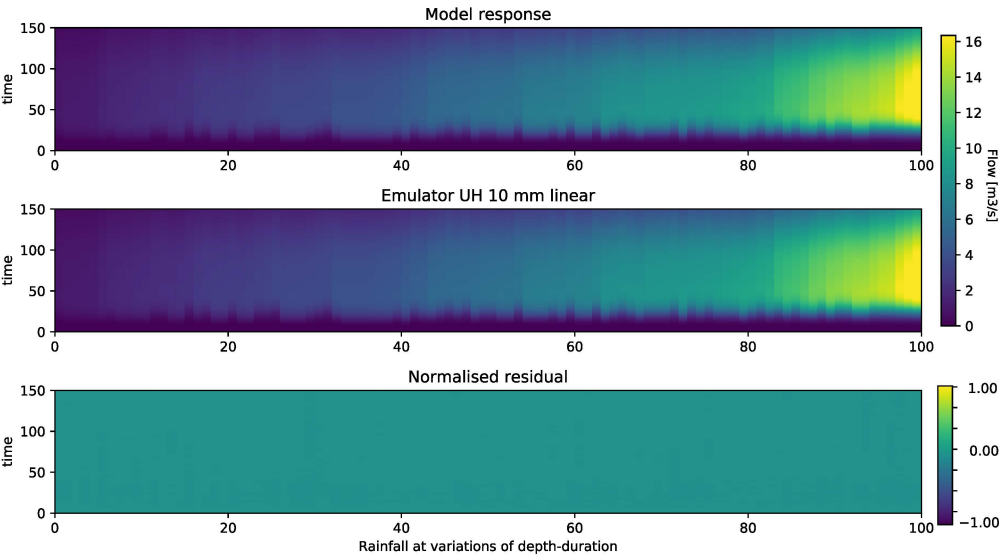 Model response
150
100
50
0
time
0 20 40 60 80 100
Emulator UH 10 mm linear
150
100
50
0
time
0 20 40 60 80 100
16
14
12
10
8
6
4
2
0
Flow [m3/s]
Normalised residual
150
100
50
0
time
0 20 40 60 80 100
Rainfall at variations of depth-duration
1.00
0.00
−1.00